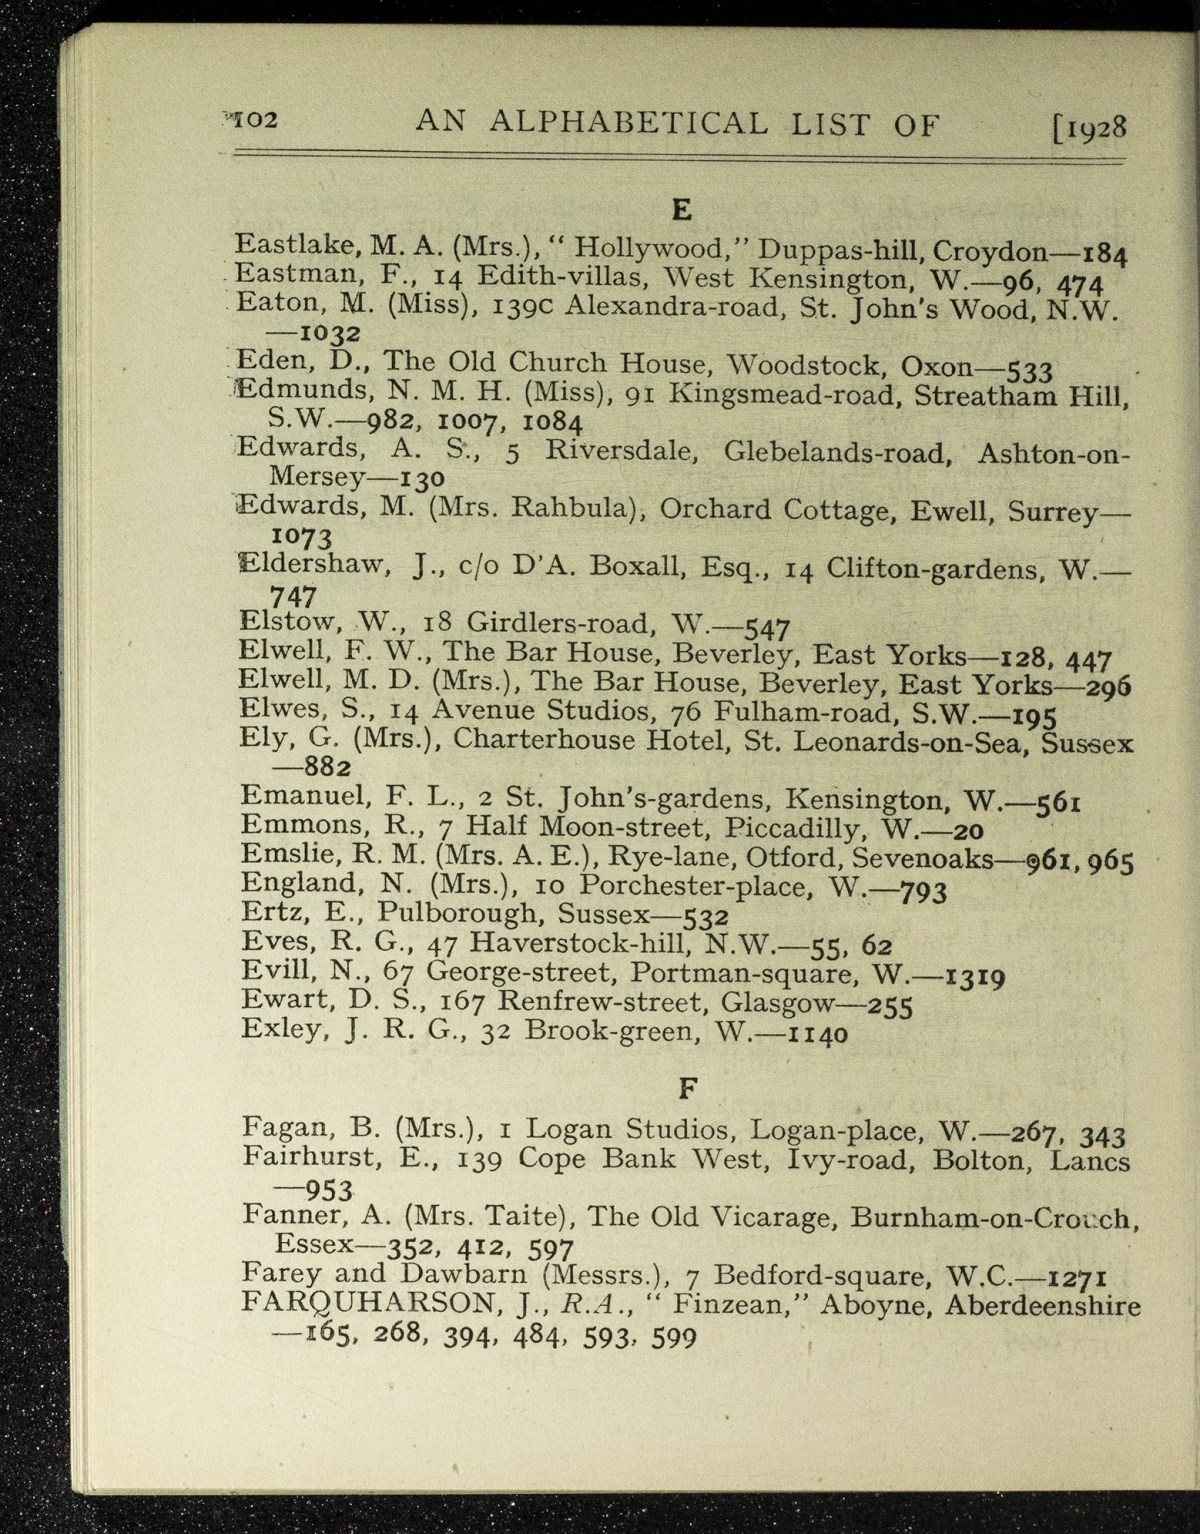 102 AN ALPHABETICAL LIST OF [1928
E
Eastlake, M. A. (Mrs.), “ Hollywood,” Duppas-hill, Croydon—184
Eastman, F., 14 Edith-villas, West Kensington, W.—96, 474
Eaton, M. (Miss), 139C Alexandra-road, St. John's Wood, N.W.
—1032
Eden, D., The Old Church House, Woodstock, Oxon—533
Edmunds, N. M. H. (Miss), 91 Kingsmead-road, Streatham Hill,
S.W.—982, 1007, 1084
Edwards, A. S., 5 Riversdale, Glebelands-road, Ashton-on-
Mersey—130
Edwards, M. (Mrs. Rahbula), Orchard Cottage, Ewell, Surrey—
1073
Eldershaw, J., c/o D'A. Boxall, Esq., 14 Clifton-gardens, W.—
747
Elstow, W., 18 Girdlers-road, W.—547
Elwell, F. W., The Bar House, Beverley, East Yorks—128, 447
Elwell, M. D. (Mrs.), The Bar House, Beverley, East Yorks—296
Elwes, S., 14 Avenue Studios, 76 Fulham-road, S.W.—195
Ely, G. (Mrs.), Charterhouse Hotel, St. Leonards-on-Sea, Sussex
—882
Emanuel, F. L., 2 St. John's-gardens, Kensington, W.—561
Emmons, R., 7 Half Moon-street, Piccadilly, W.—20
Emslie, R. M. (Mrs. A. E.), Rye-lane, Otford, Sevenoaks—961, 965
England, N. (Mrs.), 10 Porchester-place, W.—793
Ertz, E., Pulborough, Sussex—532
Eves, R. G., 47 Haverstock-hill, N.W.—55, 62
Evill, N., 67 George-street, Portman-square, W.—1319
Ewart, D. S., 167 Renfrew-street, Glasgow—255
Exley, J. R. G., 32 Brook-green, W.—1140
F
Fagan, B. (Mrs.), 1 Logan Studios, Logan-place, W.—267, 343
Fairhurst, E., 139 Cope Bank West, Ivy-road, Bolton, Lancs
—953
Fanner, A. (Mrs. Taite), The Old Vicarage, Burnham-on-Crouch,
Essex—352, 412, 597
Farey and Dawbarn (Messrs.), 7 Bedford-square, W.C.—1271
FARQUHARSON, J., R.A., “ Finzean,” Aboyne, Aberdeenshire
—165, 268, 394, 484, 593, 599